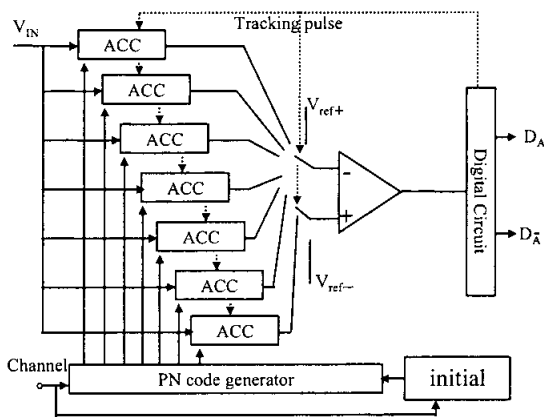 Tracking pulse
V_IN
ACC
ACC
ACC
ACC
ACC
ACC
ACC
V_ref+
-
+
V_ref−
Digital Circuit
D_A
D_Ā
Channel
PN code generator
initial